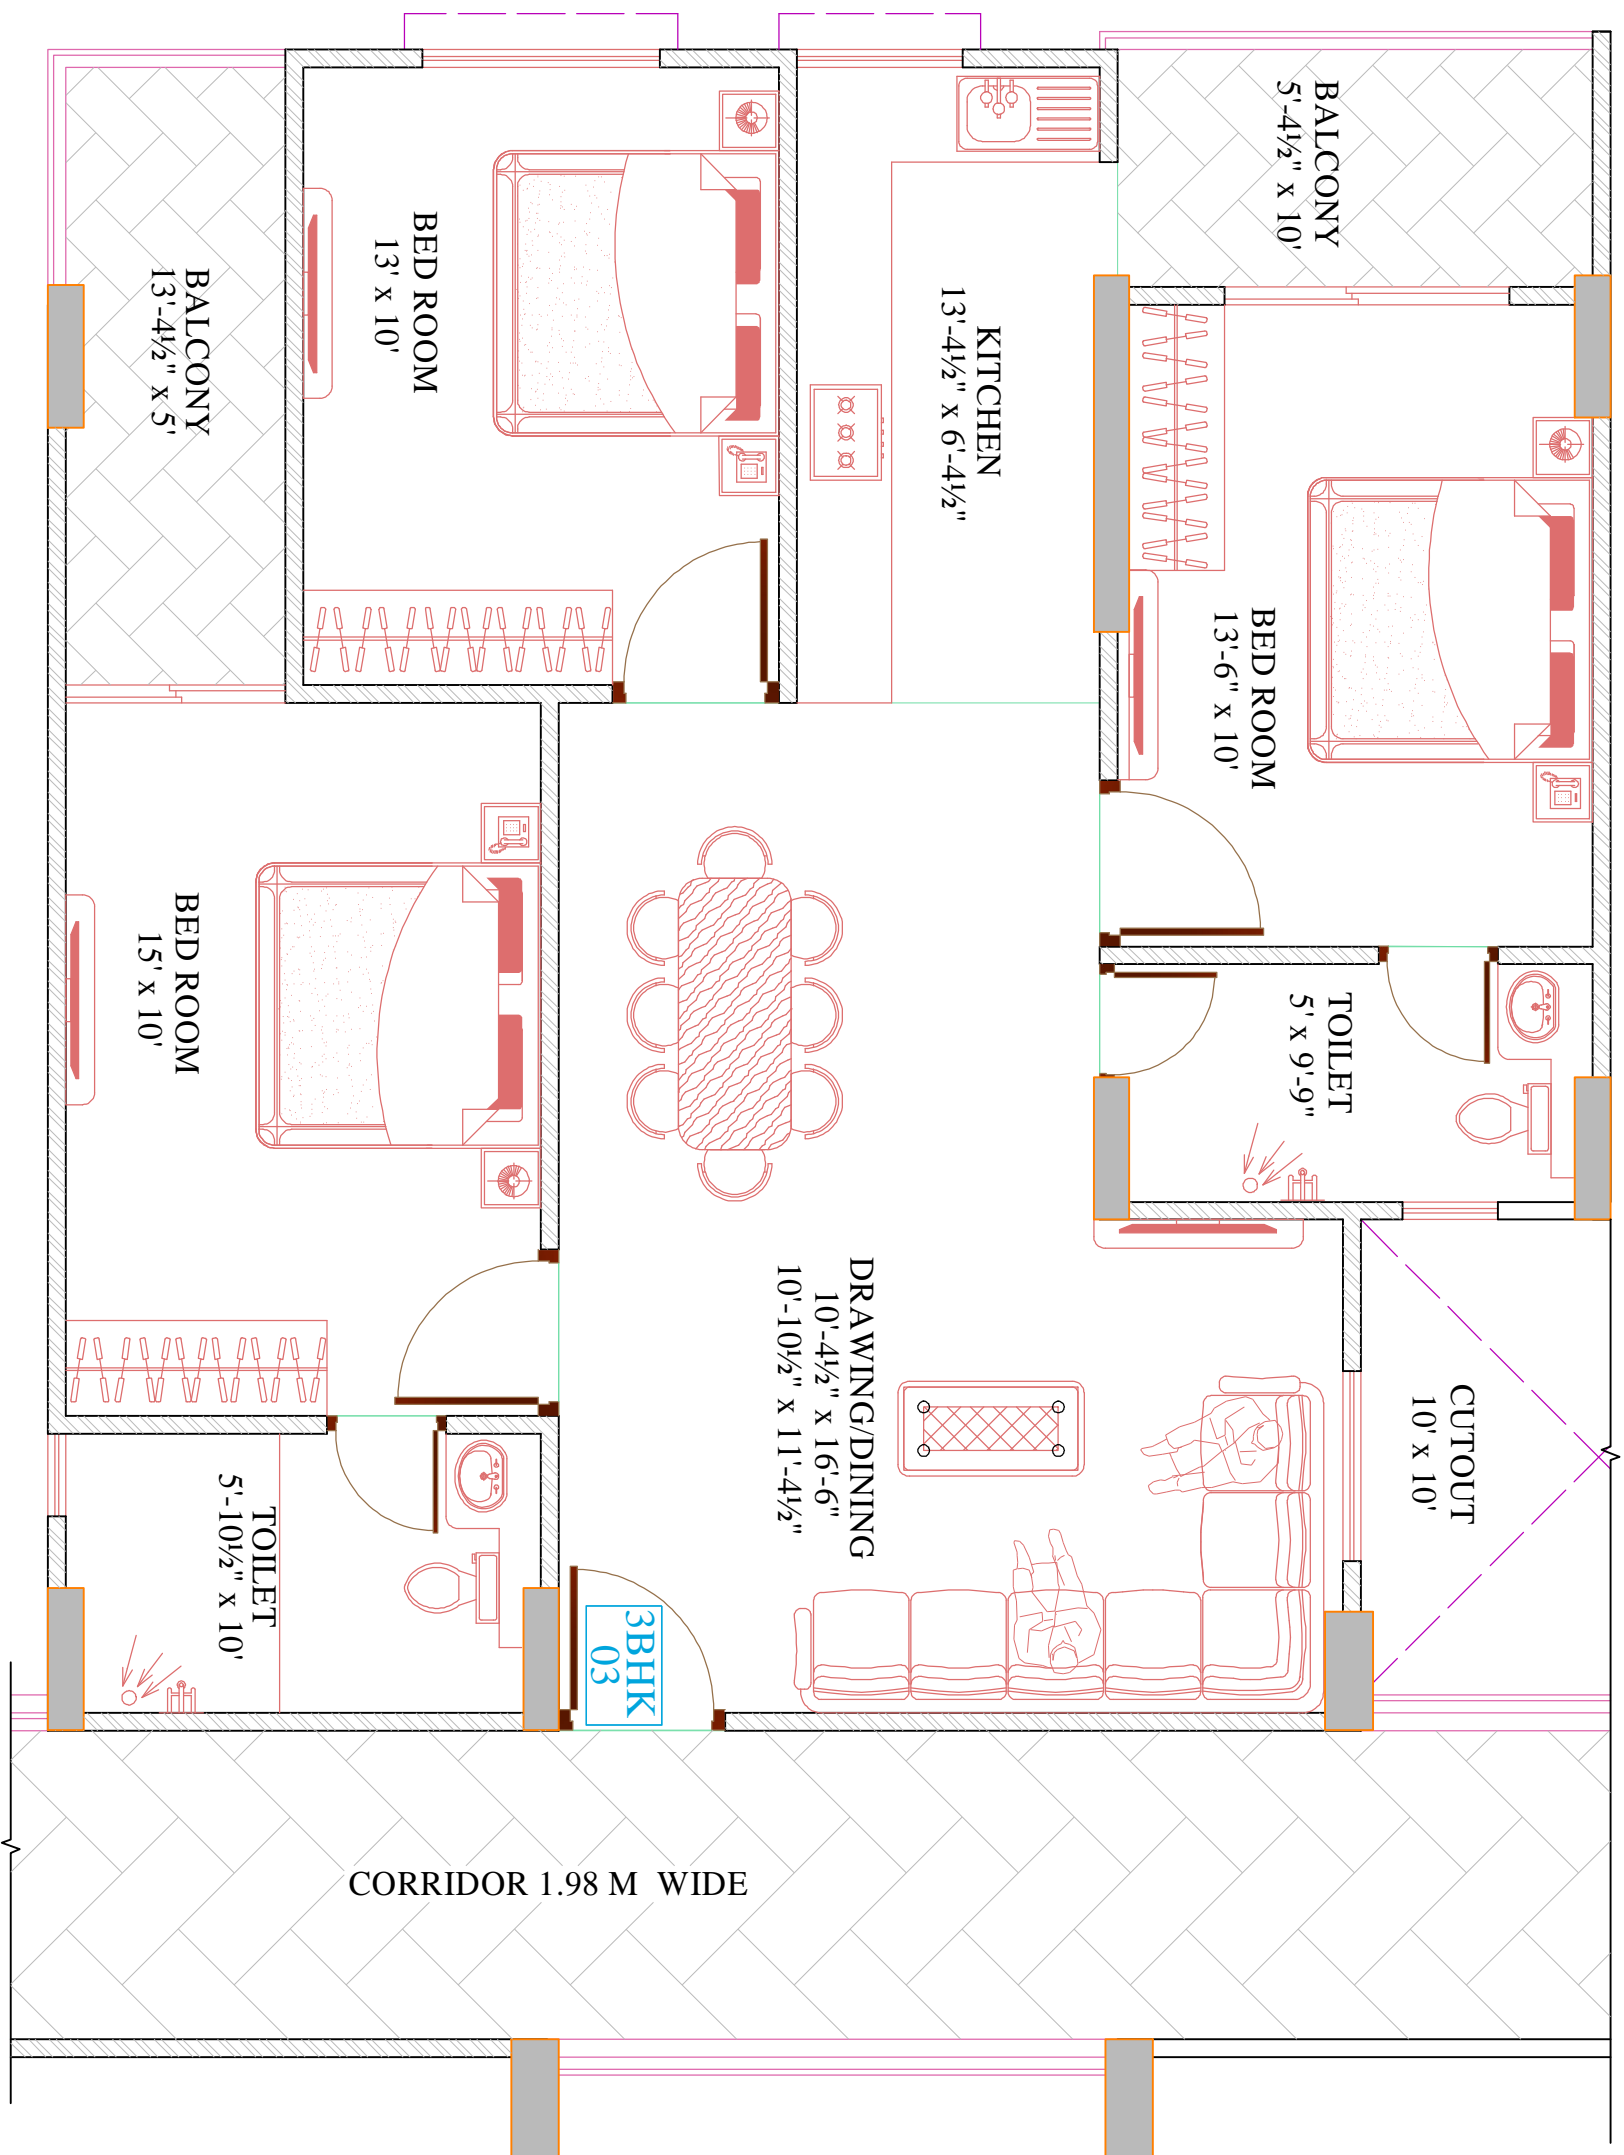 BALCONY
5'-4½" x 10'
BED ROOM
13' x 10'
BALCONY
13'-4½" x 5'
KITCHEN
13'-4½" x 6'-4½"
BED ROOM
13'-6" x 10'
BED ROOM
15' x 10'
TOILET
5' x 9'-9"
DRAWING/DINING
10'-4½" x 16'-6"
10'-10½" x 11'-4½"
CUTOUT
10' x 10'
TOILET
5'-10½" x 10'
3BHK
03
CORRIDOR 1.98 M WIDE